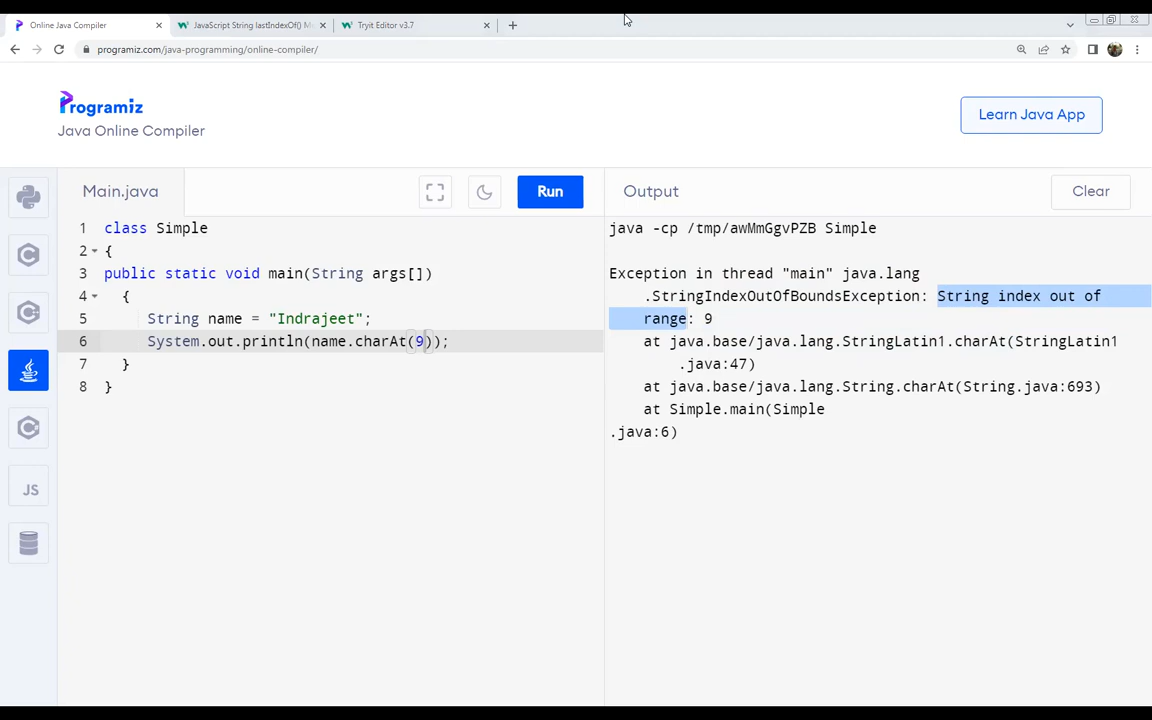 Online Java Compiler
JavaScript String lastIndexOf() M
Tryit Editor v3.7
programiz.com/java-programming/online-compiler/
Programiz
Java Online Compiler
Learn Java App
Main.java
Run
Output
Clear
1 class Simple
2 {
3 public static void main(String args[])
4 {
5 String name = "Indrajeet";
6 System.out.println(name.charAt(9));
7 }
8 }
JS
java -cp /tmp/awMmGgvPZB Simple
Exception in thread "main" java.lang
.StringIndexOutOfBoundsException: String index out of
range: 9
at java.base/java.lang.StringLatin1.charAt(StringLatin1
.java:47)
at java.base/java.lang.String.charAt(String.java:693)
at Simple.main(Simple
.java:6)